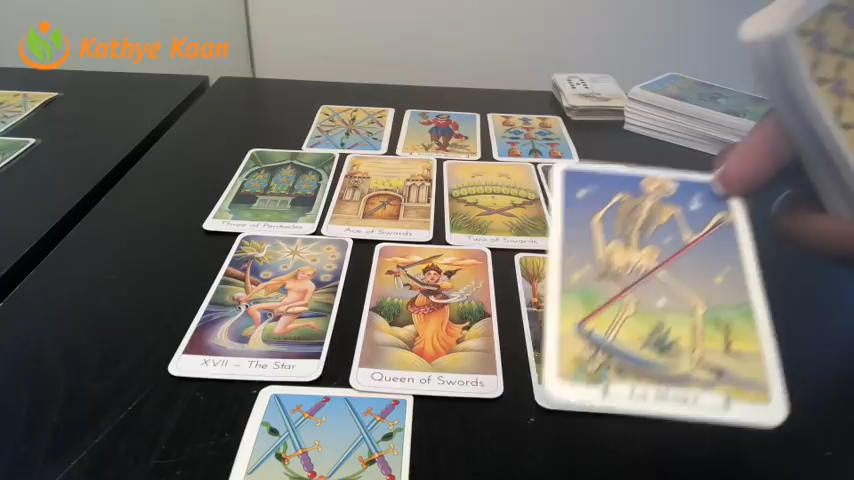 Kathye Kaan
Three of Pentacles
Ace of Swords
Two of Swords
XVII - The Star
Queen of Swords